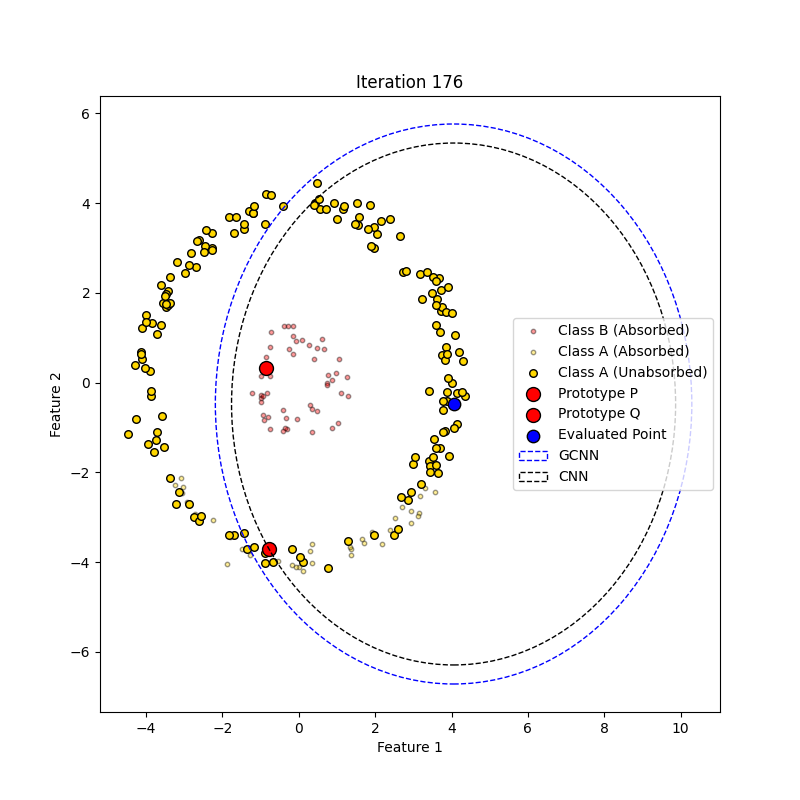 Iteration 176
Feature 2
6
4
2
0
−2
−4
−6
Class B (Absorbed)
Class A (Absorbed)
Class A (Unabsorbed)
Prototype P
Prototype Q
Evaluated Point
GCNN
CNN
−4 −2 0 2 4 6 8 10
Feature 1